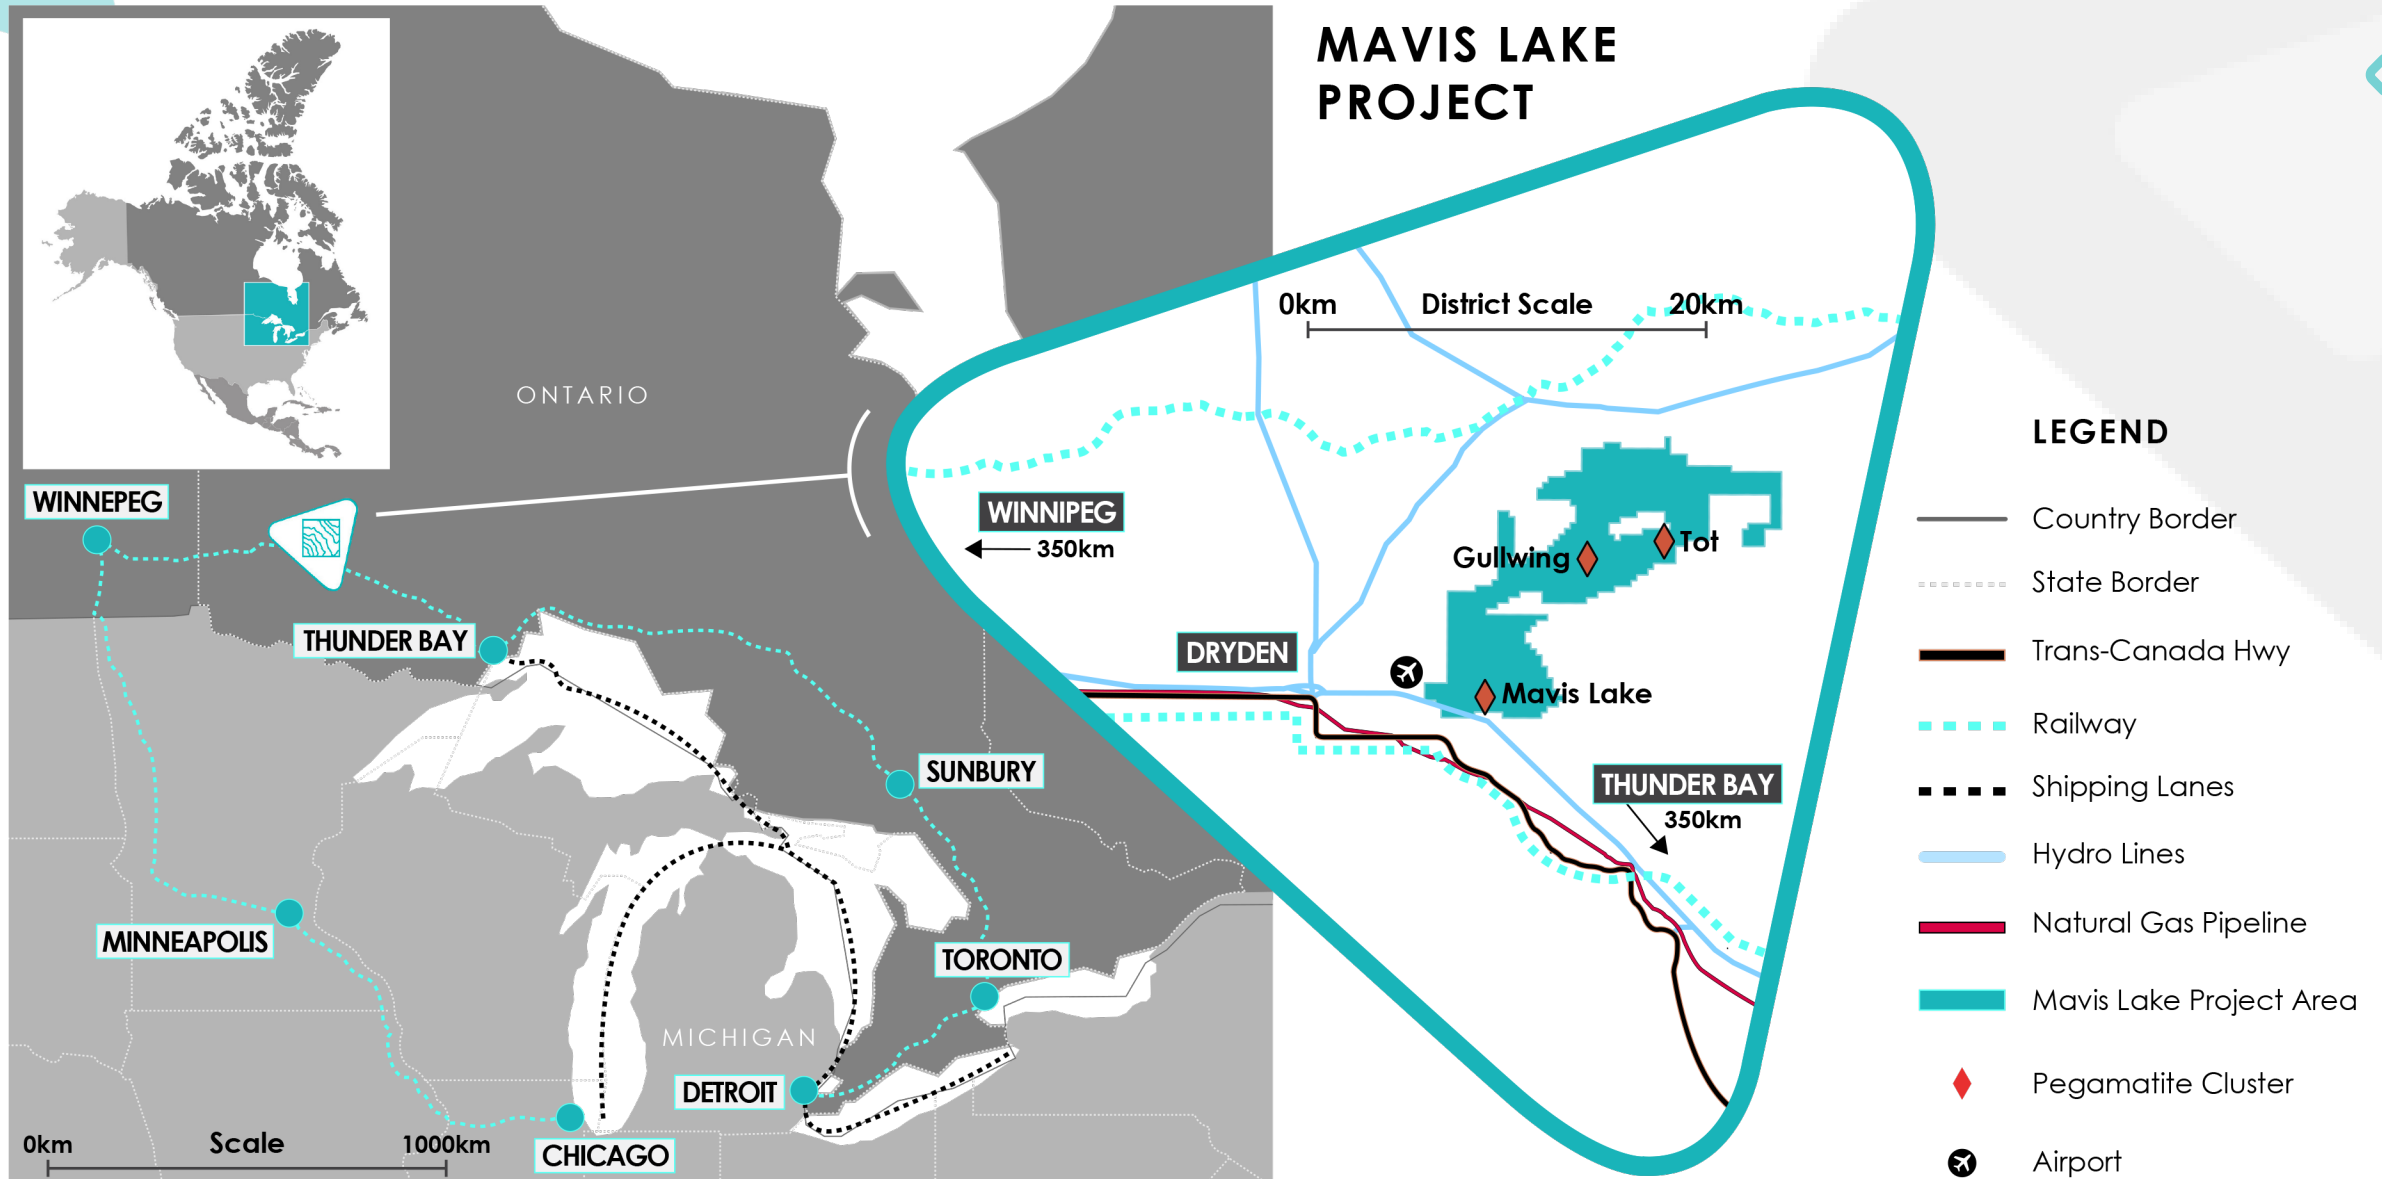 MAVIS LAKE
PROJECT
ONTARIO
WINNEPEG
THUNDER BAY
SUNBURY
MINNEAPOLIS
TORONTO
MICHIGAN
DETROIT
CHICAGO
0km Scale 1000km
0km District Scale 20km
WINNIPEG
350km
Gullwing
Tot
DRYDEN
Mavis Lake
THUNDER BAY
350km
LEGEND
Country Border
State Border
Trans-Canada Hwy
Railway
Shipping Lanes
Hydro Lines
Natural Gas Pipeline
Mavis Lake Project Area
Pegamatite Cluster
Airport